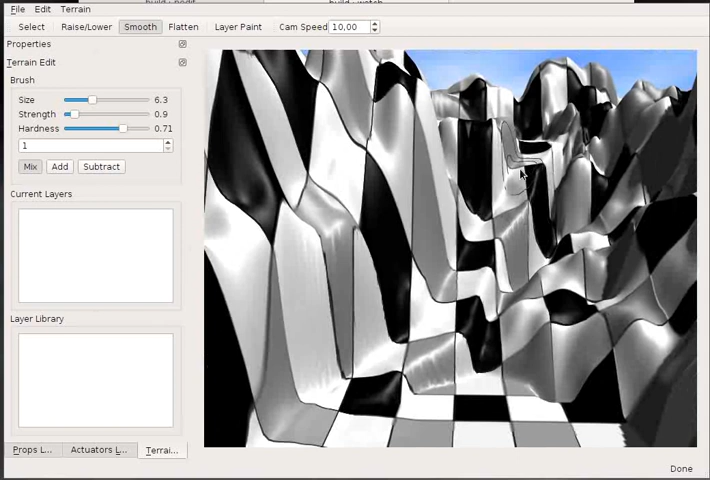 File Edit Terrain
Select Raise/Lower Smooth Flatten Layer Paint Cam Speed 10,00
Properties
Terrain Edit
Brush
Size 6.3
Strength 0.9
Hardness 0.71
1
Mix Add Subtract
Current Layers
Layer Library
Props L... Actuators L... Terrai...
Done